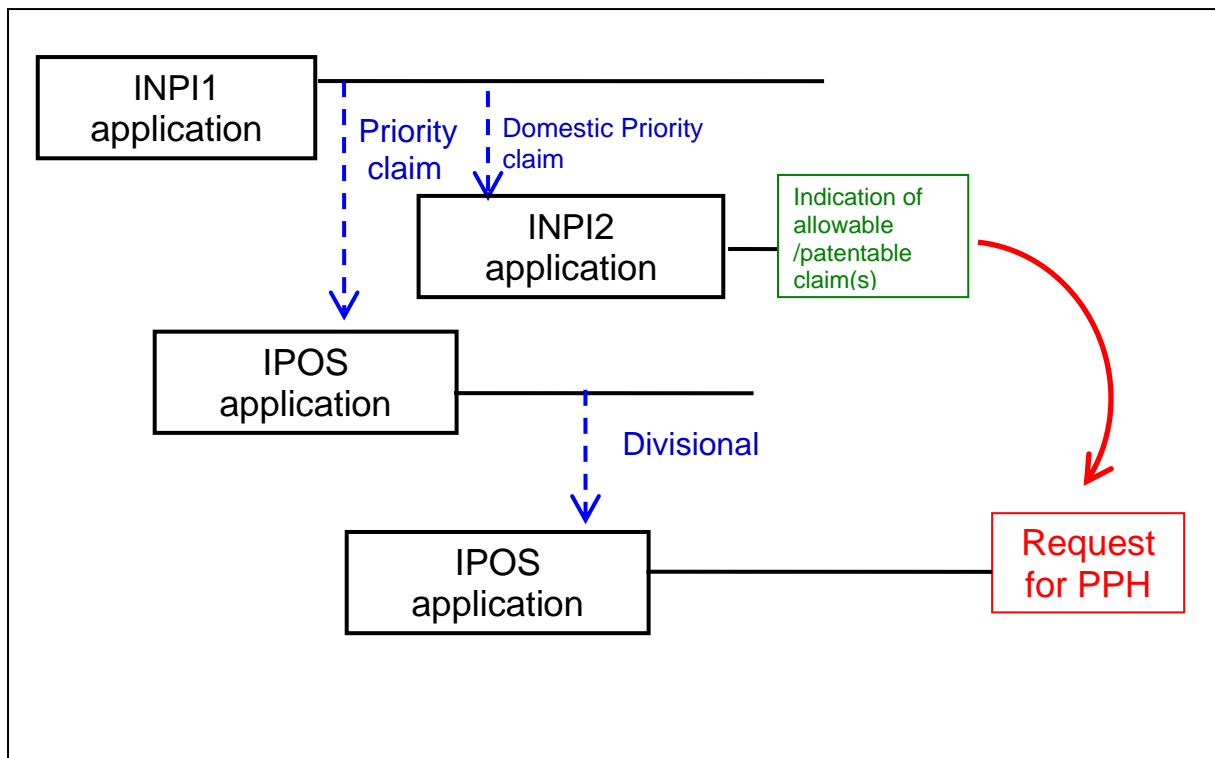 INPI1
application
Priority
claim
Domestic Priority
claim
INPI2
application
Indication of
allowable
/patentable
claim(s)
IPOS
application
Divisional
IPOS
application
Request
for PPH